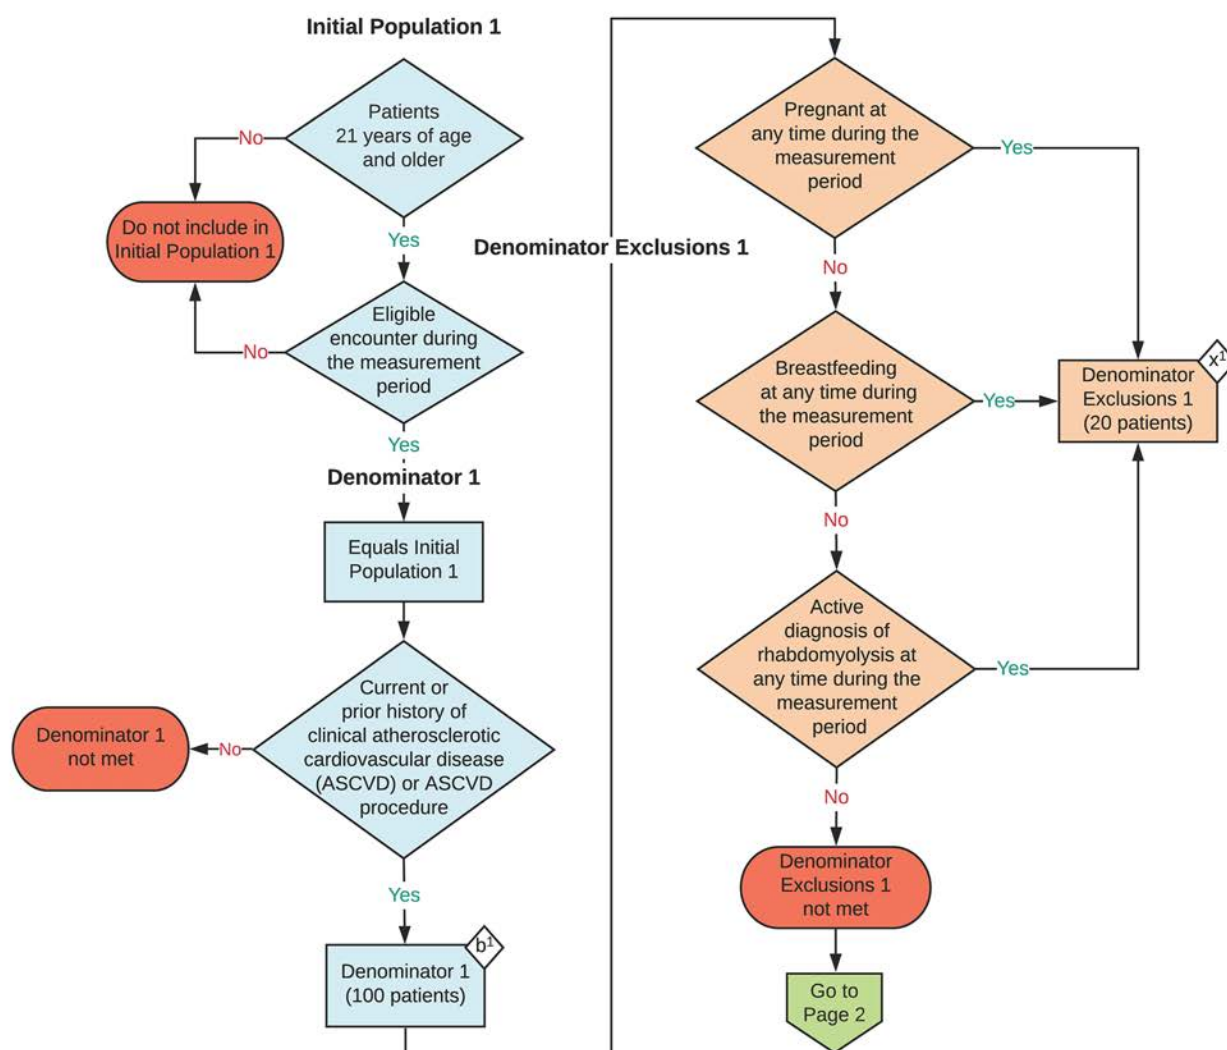 Initial Population 1
Patients
21 years of age
and older
No
Do not include in
Initial Population 1
Yes
Eligible
encounter during
the measurement
period
No
Yes
Denominator 1
Equals Initial
Population 1
Current or
prior history of
clinical atherosclerotic
cardiovascular disease
(ASCVD) or ASCVD
procedure
No
Denominator 1
not met
Yes
b¹
Denominator 1
(100 patients)
Denominator Exclusions 1
Pregnant at
any time during the
measurement
period
Yes
No
Breastfeeding
at any time during
the measurement
period
Yes
x¹
Denominator
Exclusions 1
(20 patients)
No
Active
diagnosis of
rhabdomyolysis at
any time during the
measurement
period
Yes
No
Denominator
Exclusions 1
not met
Go to
Page 2